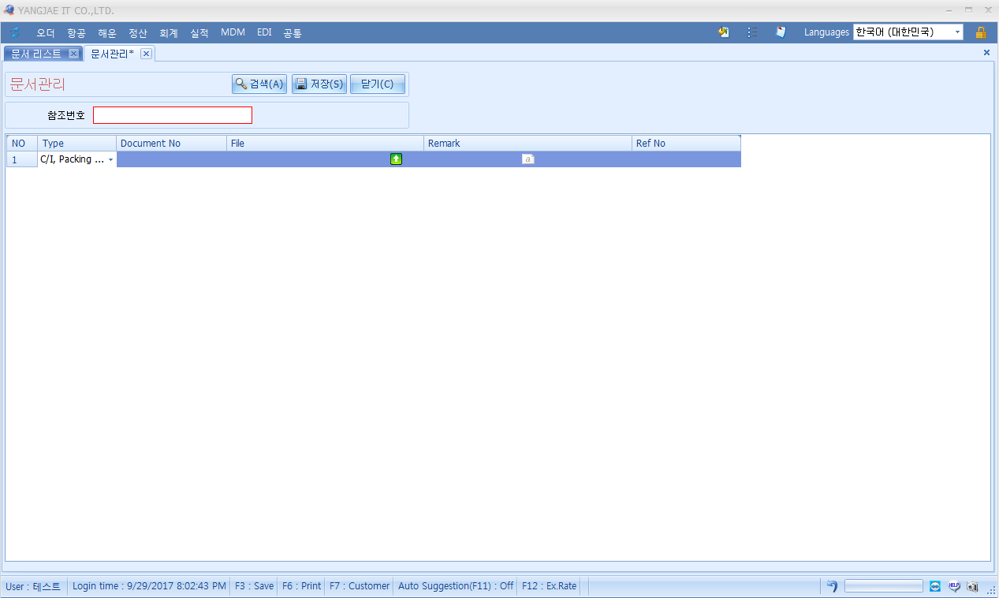 YANGJAE IT CO.,LTD.
오더 항공 해운 정산 회계 실적 MDM EDI 공통 Languages 한국어 (대한민국)
문서 리스트 문서관리*
문서관리 검색(A) 저장(S) 닫기(C)
참조번호
NO Type Document No File Remark Ref No
1 C/I, Packing ... a
User : 테스트 Login time : 9/29/2017 8:02:43 PM F3 : Save F6 : Print F7 : Customer Auto Suggestion(F11) : Off F12 : Ex.Rate HELP